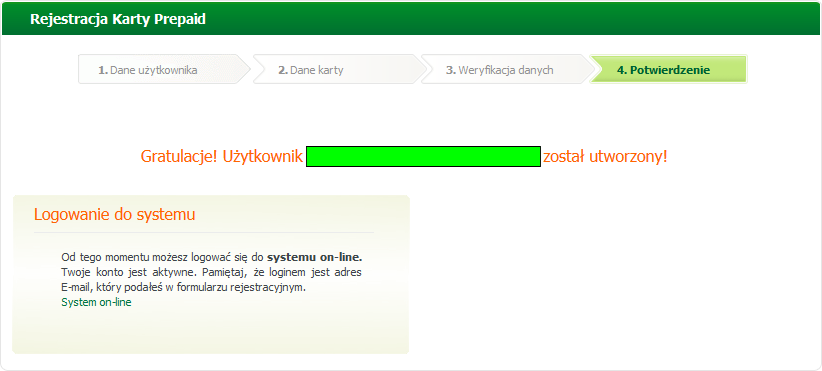 Rejestracja Karty Prepaid
1. Dane użytkownika 2. Dane karty 3. Weryfikacja danych 4. Potwierdzenie
Gratulacje! Użytkownik został utworzony!
Logowanie do systemu
Od tego momentu możesz logować się do systemu on-line.
Twoje konto jest aktywne. Pamiętaj, że loginem jest adres
E-mail, który podałeś w formularzu rejestracyjnym.
System on-line